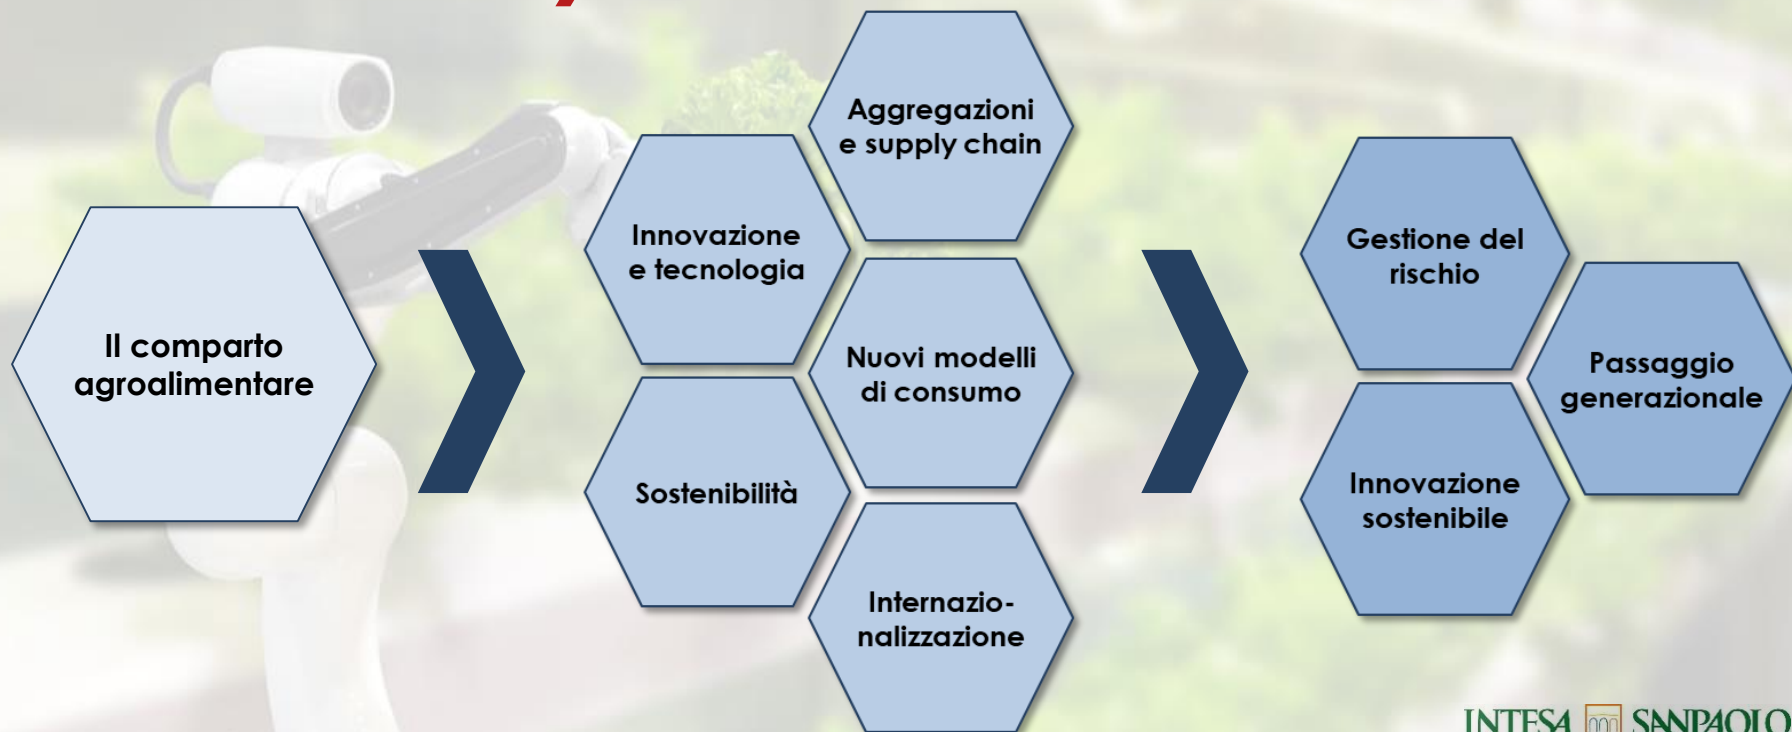 Il comparto
agroalimentare
Innovazione
e tecnologia
Sostenibilità
Aggregazioni
e supply chain
Nuovi modelli
di consumo
Internazio-
nalizzazione
Gestione del
rischio
Innovazione
sostenibile
Passaggio
generazionale
INTESA SANPAOLO